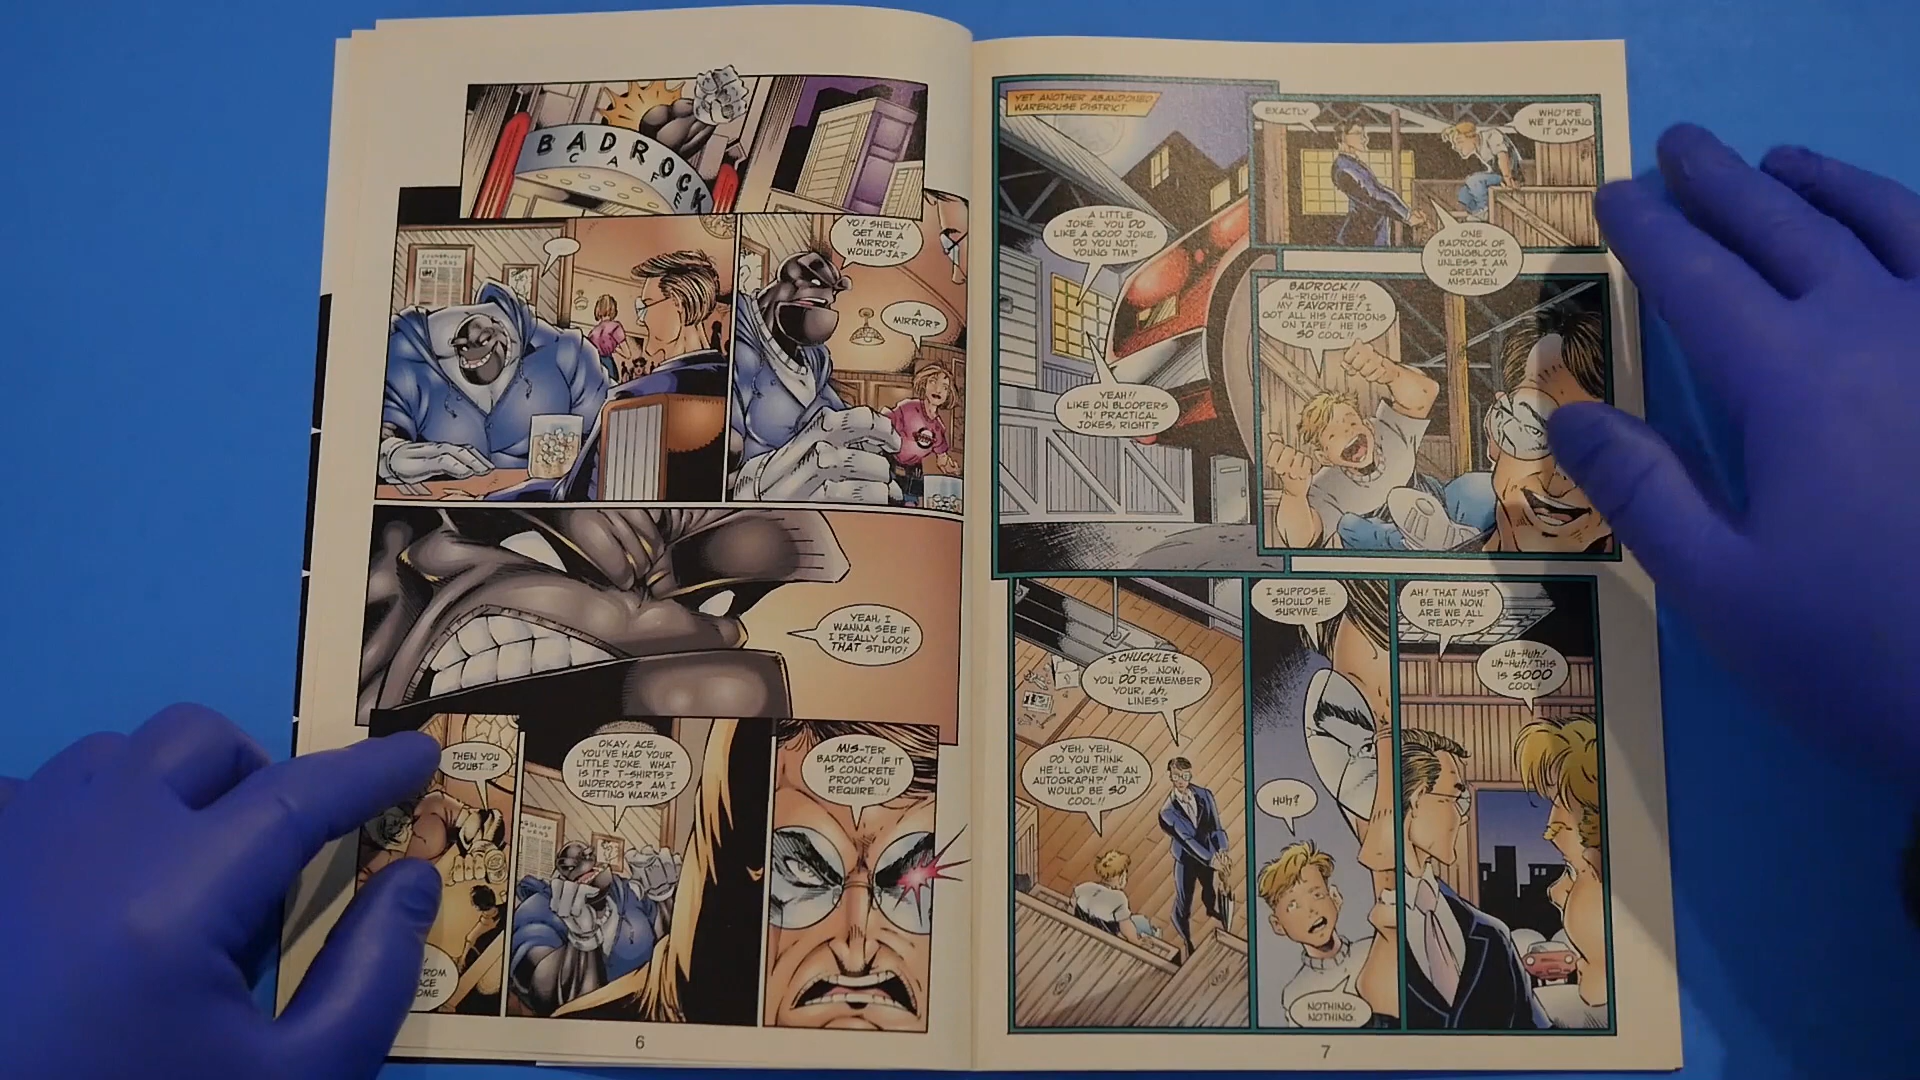 BADROCK
CAFE
YOUNGBLOOD
RETURNS
YO! SHELLY!
GET ME A
MIRROR,
WOULD'JA?
A
MIRROR?
YEAH, I
WANNA SEE IF
I REALLY LOOK
THAT STUPID!
THEN YOU
DOUBT...?
FROM
OKAY, ACE,
YOU'VE HAD YOUR
LITTLE JOKE. WHAT
IS IT? T-SHIRTS?
UNDEROOS? AM I
GETTING WARM?
MIS-TER
BADROCK! IF IT
IS CONCRETE
PROOF YOU
REQUIRE...!
6
YET ANOTHER ABANDONED
WAREHOUSE DISTRICT
...A LITTLE
JOKE. YOU DO
LIKE A GOOD JOKE,
DO YOU NOT,
YOUNG TIM?
YEAH!!
LIKE ON BLOOPERS
'N' PRACTICAL
JOKES, RIGHT?
EXACTLY
WHO'RE
WE PLAYING
IT ON?
ONE
BADROCK OF
YOUNGBLOOD,
UNLESS I AM
GREATLY
MISTAKEN.
BADROCK!!
AL-RIGHT!! HE'S
MY FAVORITE! I
GOT ALL HIS CARTOONS
ON TAPE! HE IS
SO COOL!!
CHUCKLE
YES...NOW,
YOU DO REMEMBER
YOUR, AH,
LINES?
YEH, YEH,
DO YOU THINK
HE'LL GIVE ME AN
AUTOGRAPH?! THAT
WOULD BE SO
COOL!!
I SUPPOSE...
SHOULD HE
SURVIVE.
HUH?
NOTHING,
NOTHING.
AH! THAT MUST
BE HIM NOW.
ARE WE ALL
READY?
UH-HUH!
UH-HUH! THIS
IS SOOO
COOL!
7